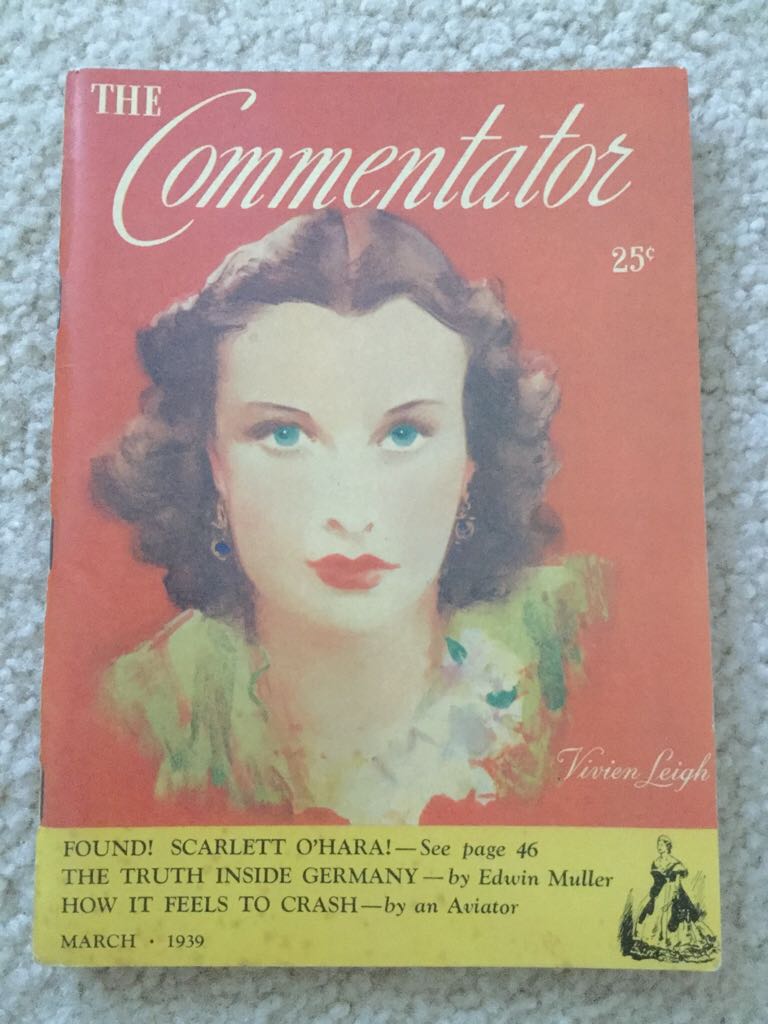 THE
Commentator
25¢
Vivien Leigh
FOUND! SCARLETT O'HARA!—See page 46
THE TRUTH INSIDE GERMANY—by Edwin Muller
HOW IT FEELS TO CRASH—by an Aviator
MARCH · 1939